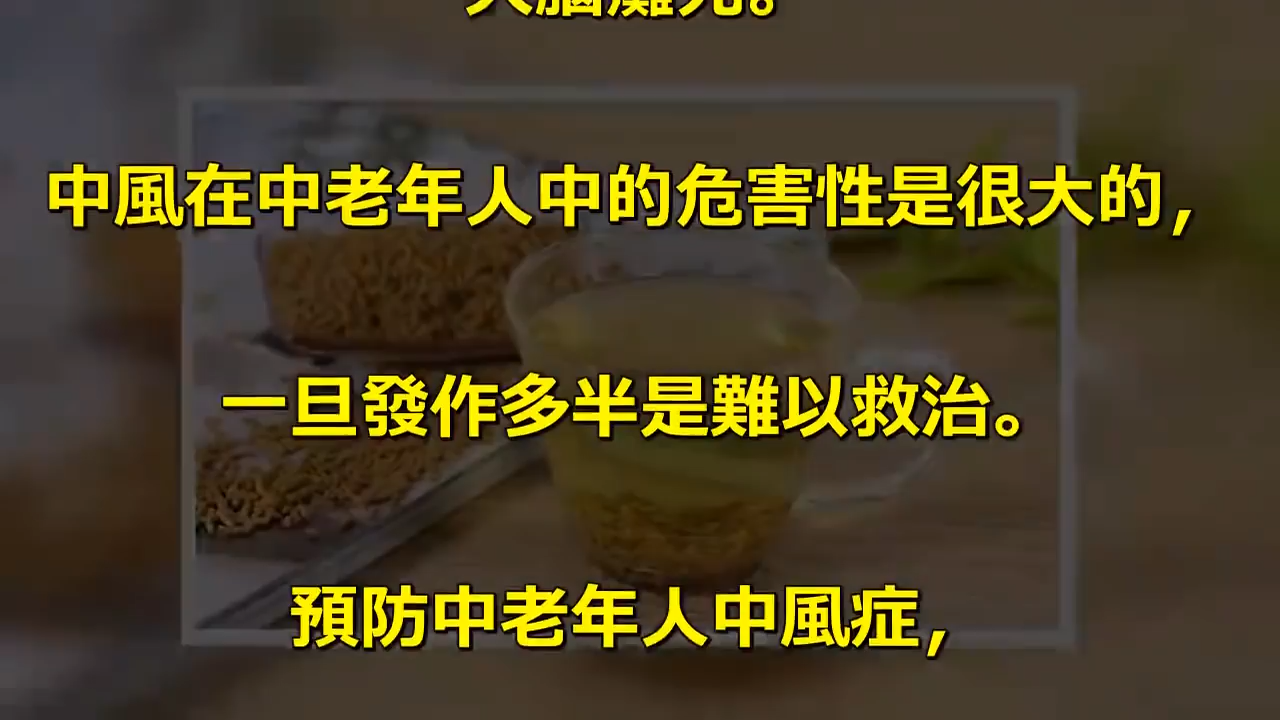 中風在中老年人中的危害性是很大的，
一旦發作多半是難以救治。
預防中老年人中風症，